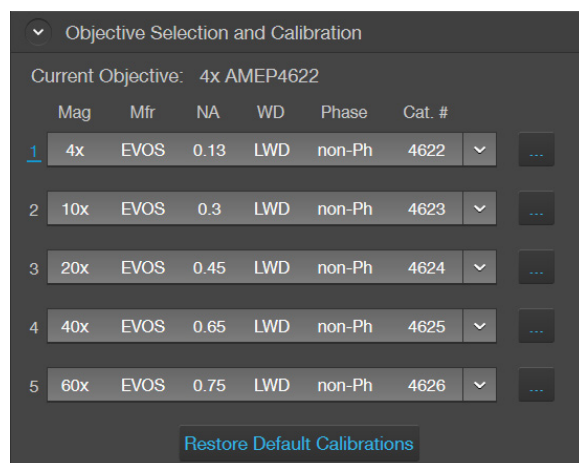 Objective Selection and Calibration
Current Objective: 4x AMEP4622
Mag Mfr NA WD Phase Cat. #
1 4x EVOS 0.13 LWD non-Ph 4622 ...
2 10x EVOS 0.3 LWD non-Ph 4623 ...
3 20x EVOS 0.45 LWD non-Ph 4624 ...
4 40x EVOS 0.65 LWD non-Ph 4625 ...
5 60x EVOS 0.75 LWD non-Ph 4626 ...
Restore Default Calibrations